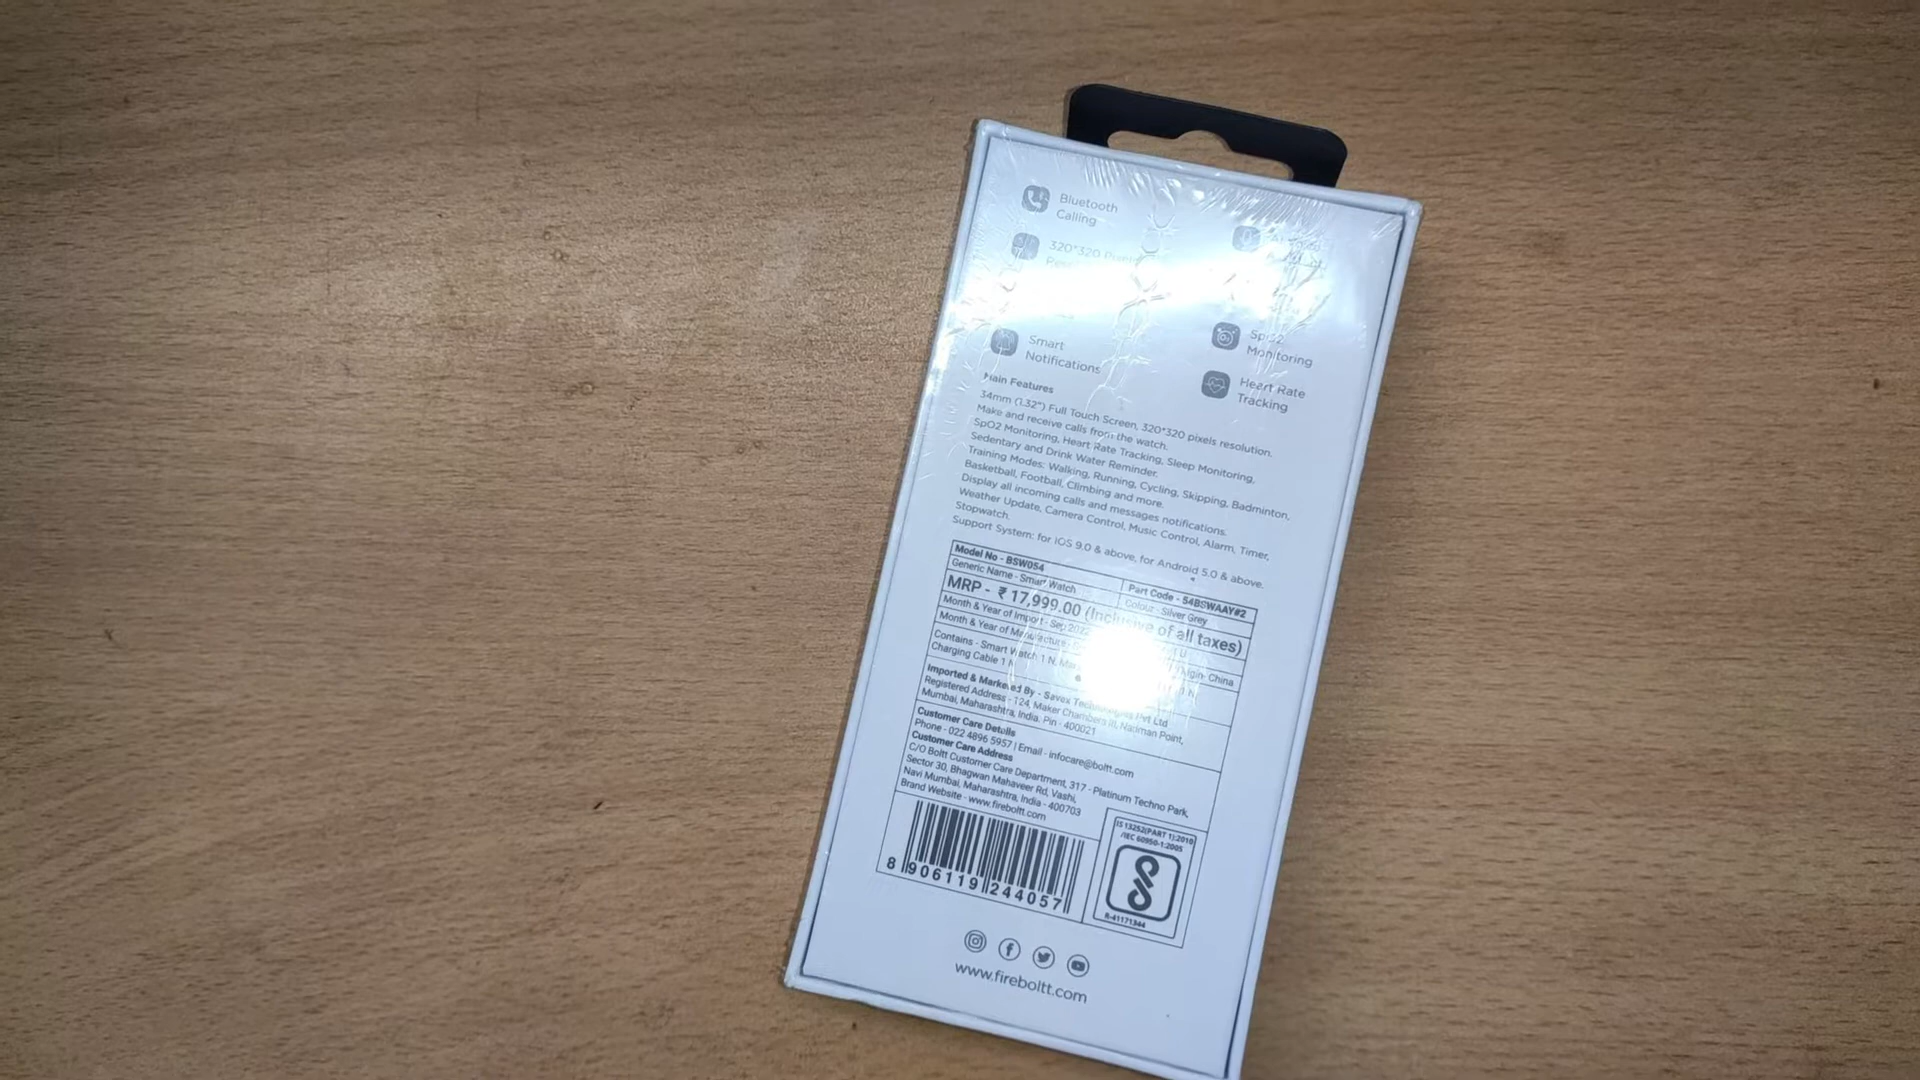 Bluetooth
Calling
320*320 Pixels
Smart
Notifications
SpO2
Monitoring
Heart Rate
Tracking
Main Features
34mm (1.32") Full Touch Screen, 320*320 pixels resolution.
Make and receive calls from the watch.
SpO2 Monitoring, Heart Rate Tracking, Sleep Monitoring,
Sedentary and Drink Water Reminder.
Training Modes: Walking, Running, Cycling, Skipping, Badminton,
Basketball, Football, Climbing and more.
Display all incoming calls and messages notifications.
Weather Update, Camera Control, Music Control, Alarm, Timer,
Stopwatch.
Support System: for iOS 9.0 & above, for Android 5.0 & above.
Model No - BSW054
Part Code - 54BSWAAY#2
Generic Name - Smart Watch
Colour - Silver Grey
MRP - ₹ 17,999.00 (Inclusive of all taxes)
Month & Year of Import - Sep 2022
1 U
Month & Year of Manufacture -
China
Contains - Smart Watch 1 N,
1 N
Charging Cable 1 N
Imported & Marketed By - Savex Technologies Pvt Ltd
Registered Address - 124, Maker Chambers III, Nariman Point,
Mumbai, Maharashtra, India. Pin - 400021
Customer Care Details
Phone - 022 4896 5957 | Email - infocare@boltt.com
Customer Care Address
C/O Boltt Customer Care Department, 317 - Platinum Techno Park,
Sector 30, Bhagwan Mahaveer Rd, Vashi,
Navi Mumbai, Maharashtra, India - 400703
Brand Website - www.fireboltt.com
IS 13252(PART 1):2010
/IEC 60950-1:2005
R-41171344
8 906119 244057
www.fireboltt.com